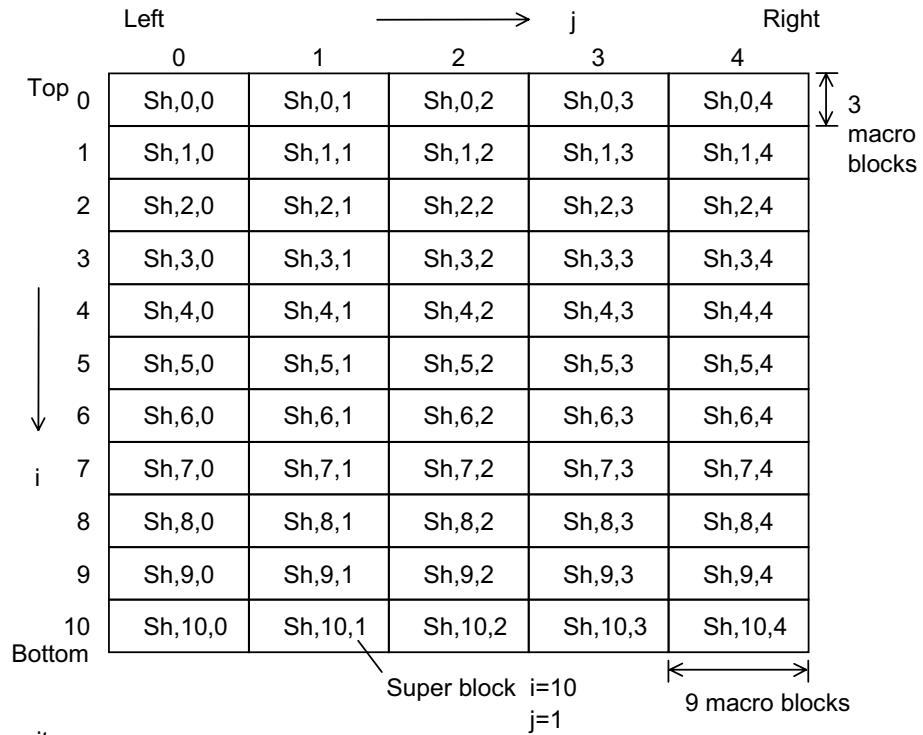 Left j Right
0 1 2 3 4
Top 0 Sh,0,0 Sh,0,1 Sh,0,2 Sh,0,3 Sh,0,4
3
macro
blocks
1 Sh,1,0 Sh,1,1 Sh,1,2 Sh,1,3 Sh,1,4
2 Sh,2,0 Sh,2,1 Sh,2,2 Sh,2,3 Sh,2,4
3 Sh,3,0 Sh,3,1 Sh,3,2 Sh,3,3 Sh,3,4
4 Sh,4,0 Sh,4,1 Sh,4,2 Sh,4,3 Sh,4,4
5 Sh,5,0 Sh,5,1 Sh,5,2 Sh,5,3 Sh,5,4
6 Sh,6,0 Sh,6,1 Sh,6,2 Sh,6,3 Sh,6,4
i 7 Sh,7,0 Sh,7,1 Sh,7,2 Sh,7,3 Sh,7,4
8 Sh,8,0 Sh,8,1 Sh,8,2 Sh,8,3 Sh,8,4
9 Sh,9,0 Sh,9,1 Sh,9,2 Sh,9,3 Sh,9,4
10 Sh,10,0 Sh,10,1 Sh,10,2 Sh,10,3 Sh,10,4
Bottom
Super block i=10
j=1
9 macro blocks